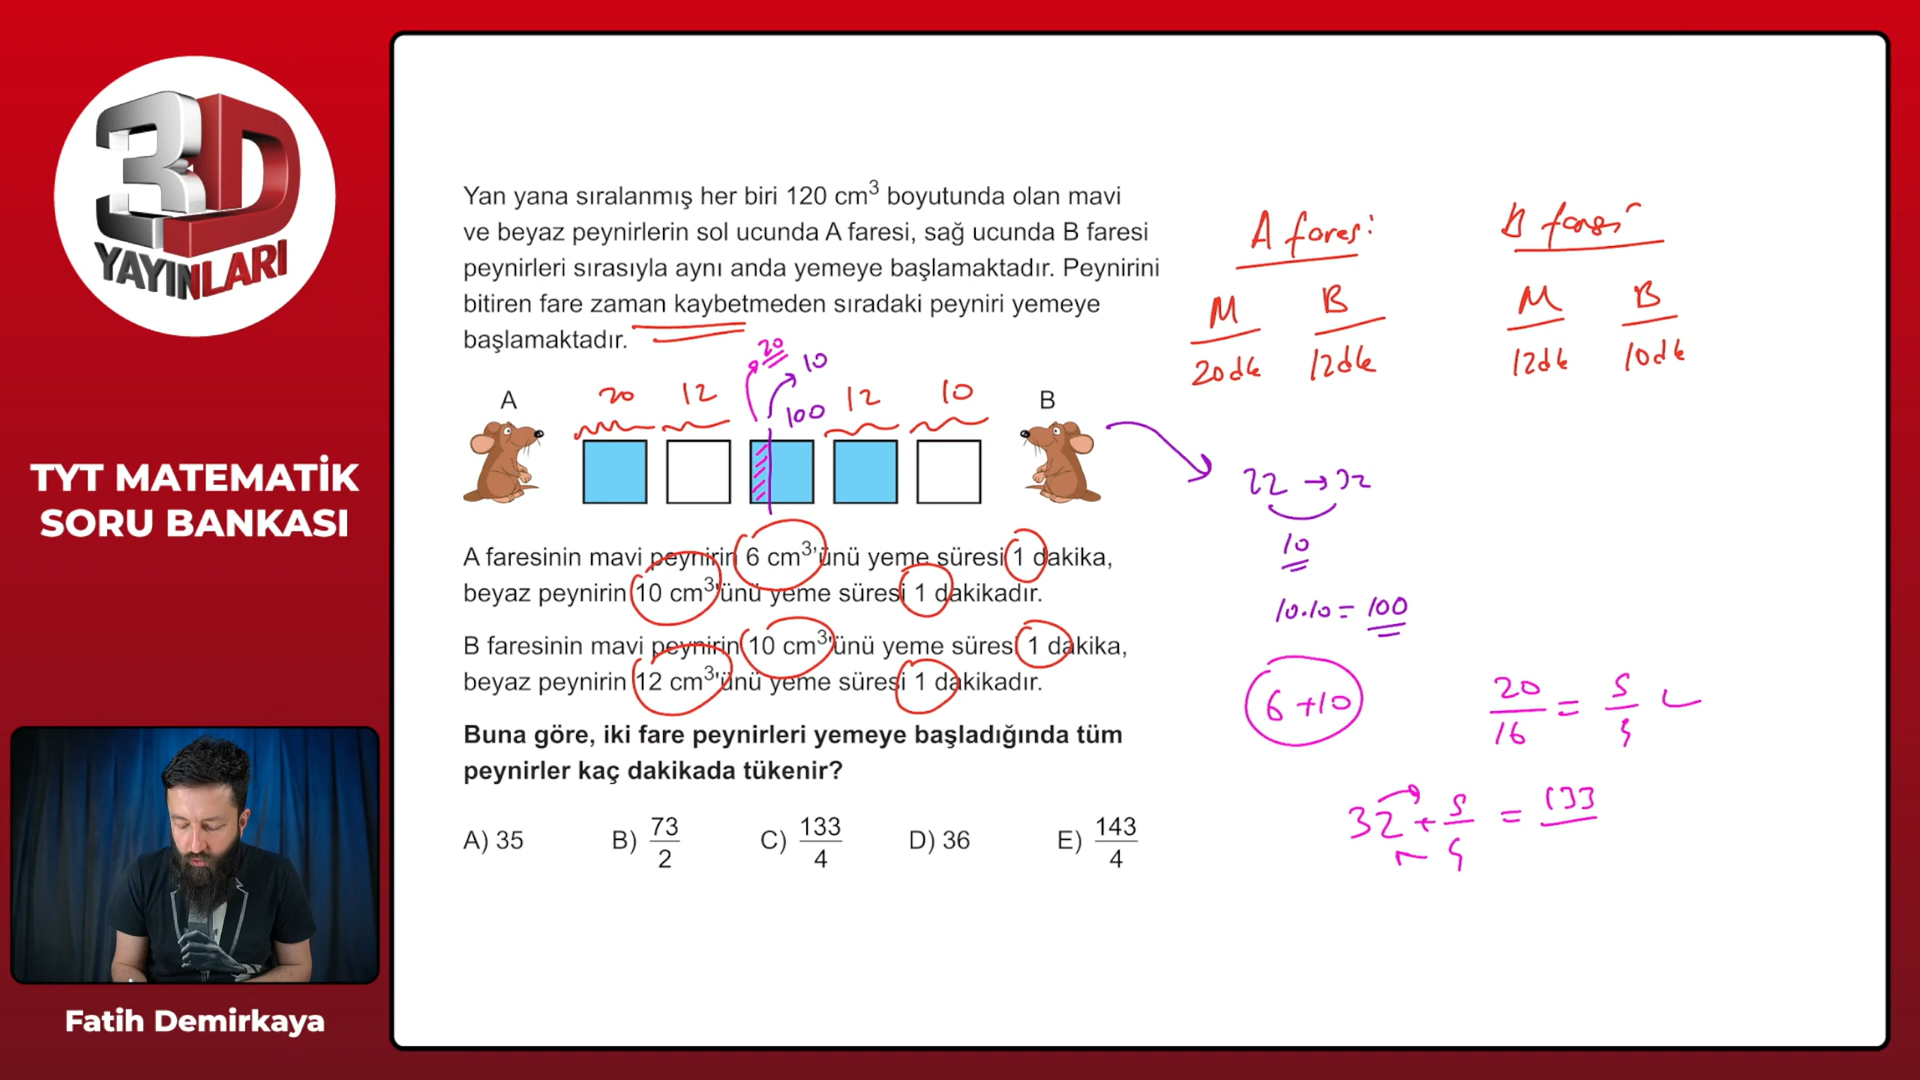 3D
YAYINLARI
TYT MATEMATİK
SORU BANKASI
Fatih Demirkaya
Yan yana sıralanmış her biri 120 cm³ boyutunda olan mavi
ve beyaz peynirlerin sol ucunda A faresi, sağ ucunda B faresi
peynirleri sırasıyla aynı anda yemeye başlamaktadır. Peynirini
bitiren fare zaman kaybetmeden sıradaki peyniri yemeye
başlamaktadır.
20
10
A 20 12 100 12 10 B
A faresinin mavi peynirin 6 cm³'ünü yeme süresi 1 dakika,
beyaz peynirin 10 cm³'ünü yeme süresi 1 dakikadır.
B faresinin mavi peynirin 10 cm³'ünü yeme süresi 1 dakika,
beyaz peynirin 12 cm³'ünü yeme süresi 1 dakikadır.
Buna göre, iki fare peynirleri yemeye başladığında tüm
peynirler kaç dakikada tükenir?
A) 35 B) 73/2 C) 133/4 D) 36 E) 143/4
A faresi B faresi
M B M B
20dk 12dk 12dk 10dk
22 → 32
10
10.10 = 100
6 + 10
20/16 = 5/4
32 + 5/4 = 133